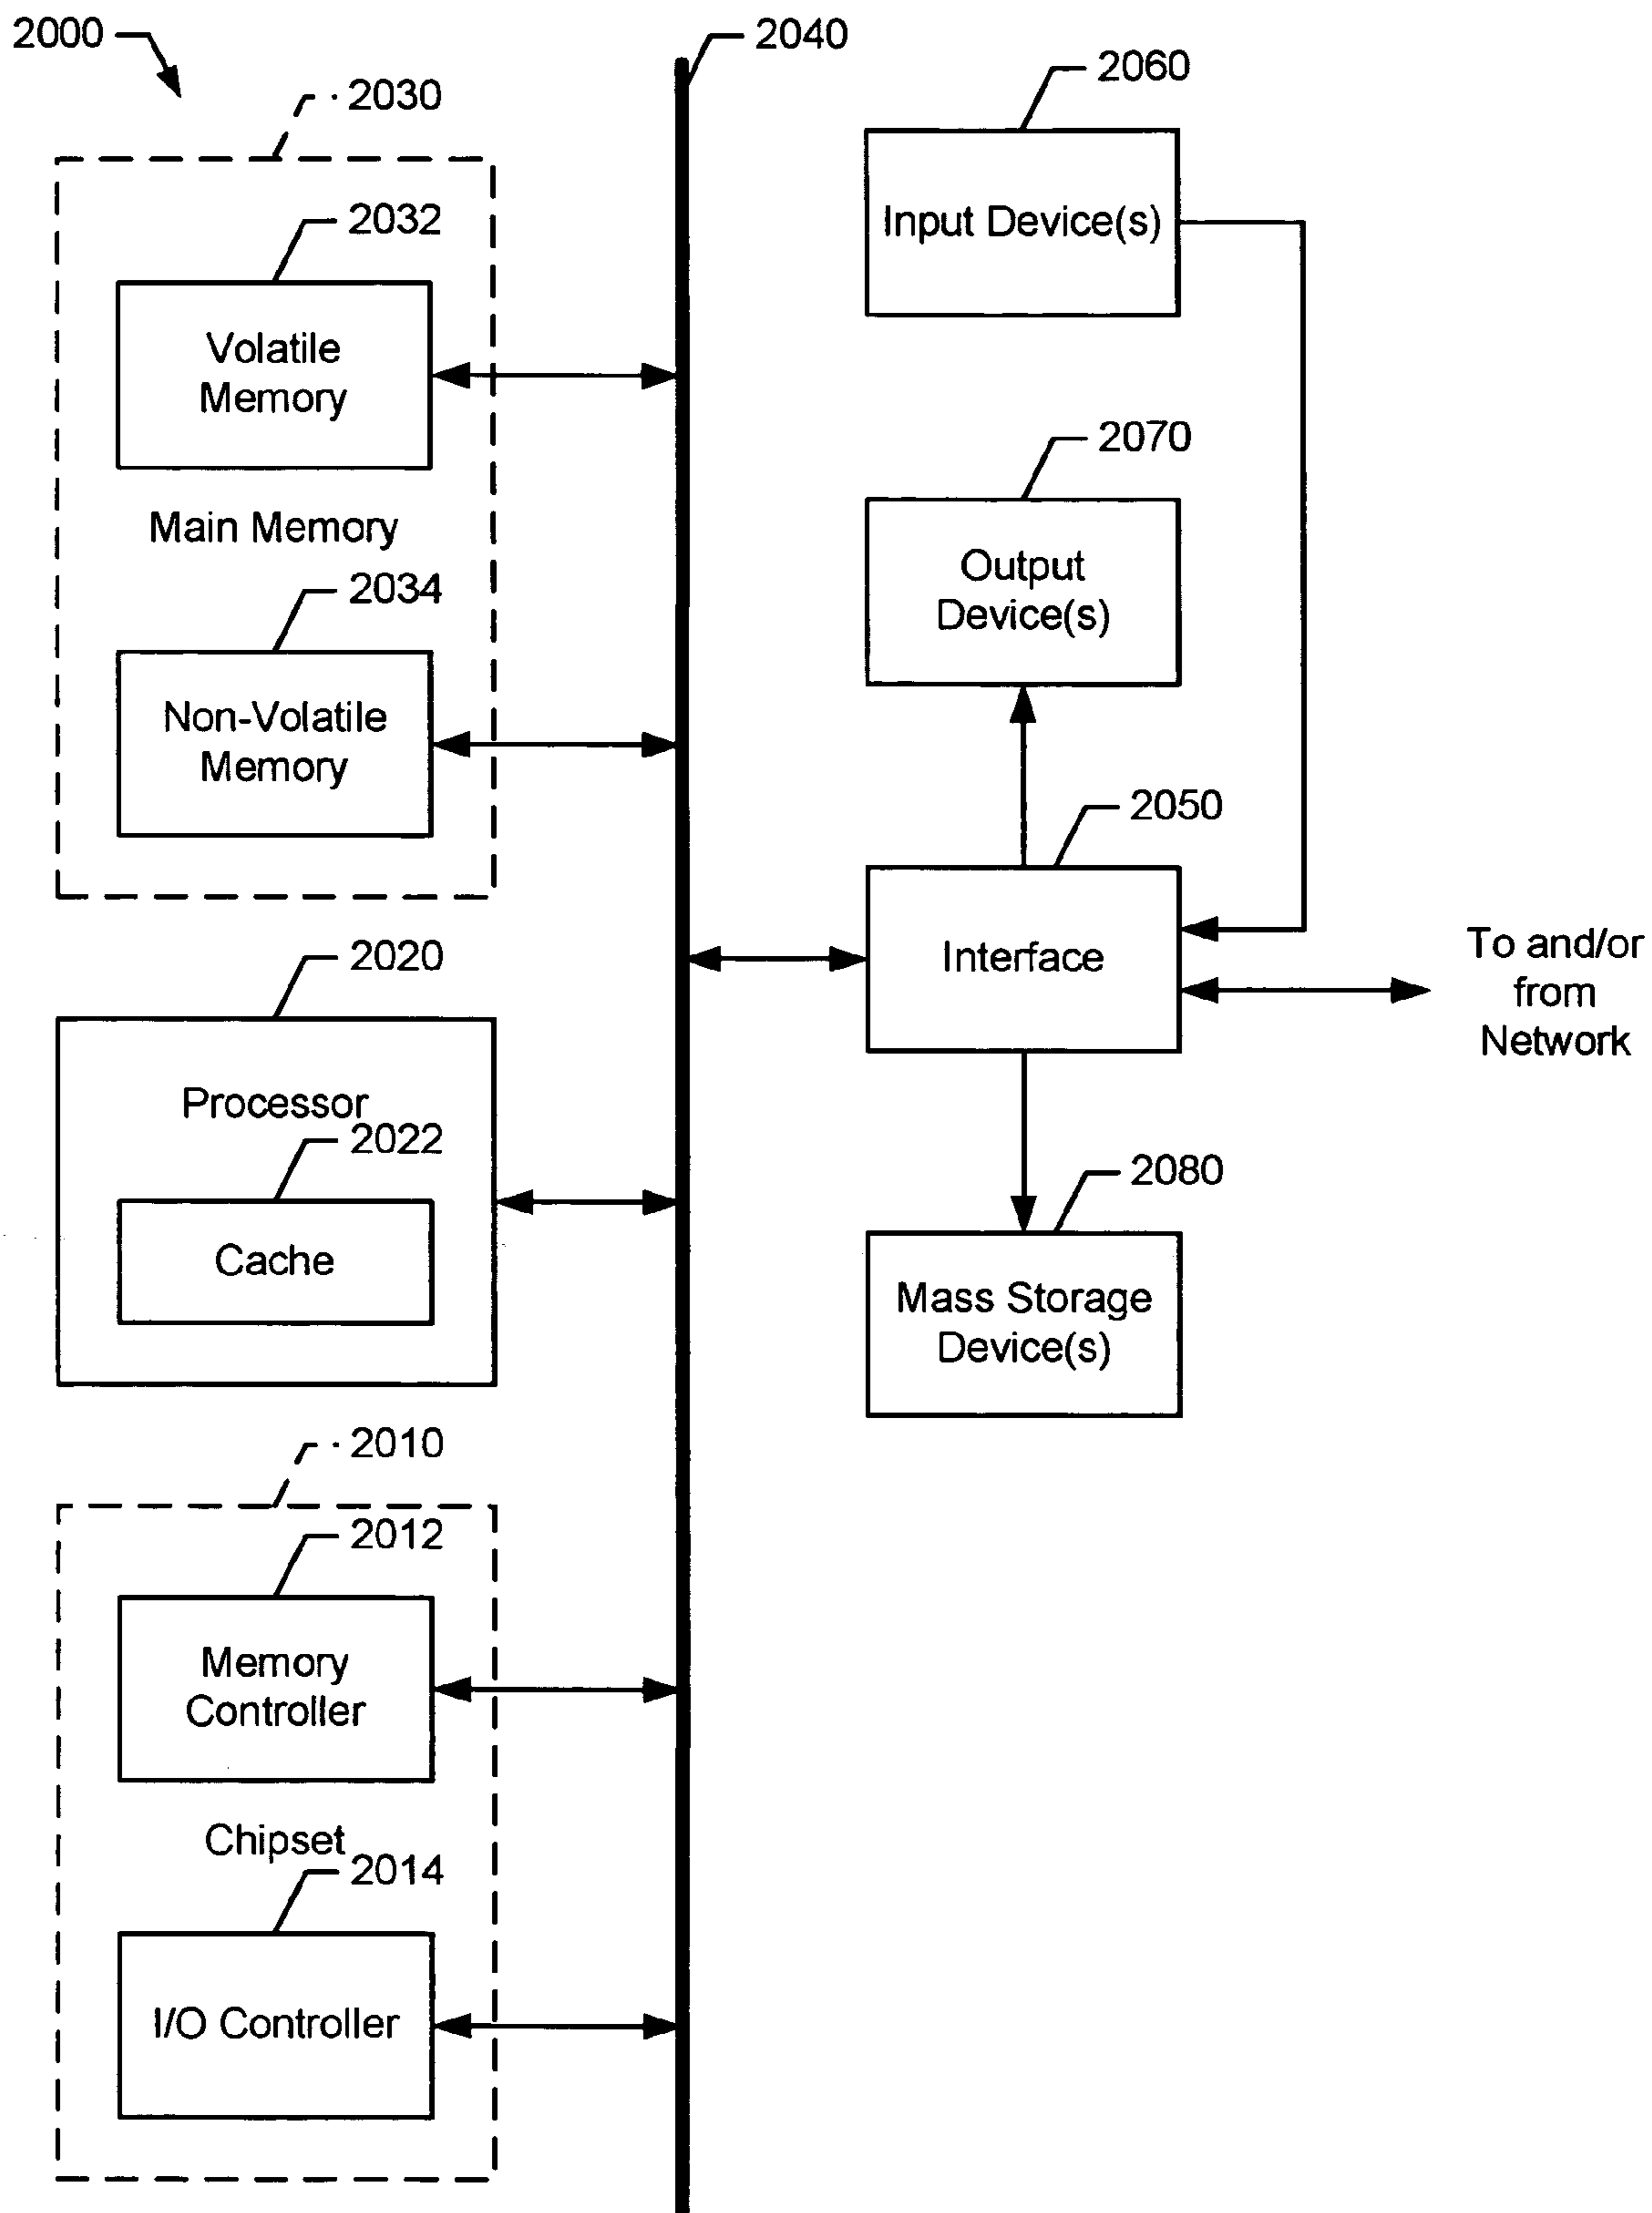 2000
2040
2060
2030
2032
Input Device(s)
Volatile
Memory
2070
Main Memory
Output
Device(s)
2034
Non-Volatile
Memory
2050
2020
Interface
To and/or
from
Network
Processor
2022
Cache
2080
Mass Storage
Device(s)
2010
2012
Memory
Controller
Chipset
2014
I/O Controller